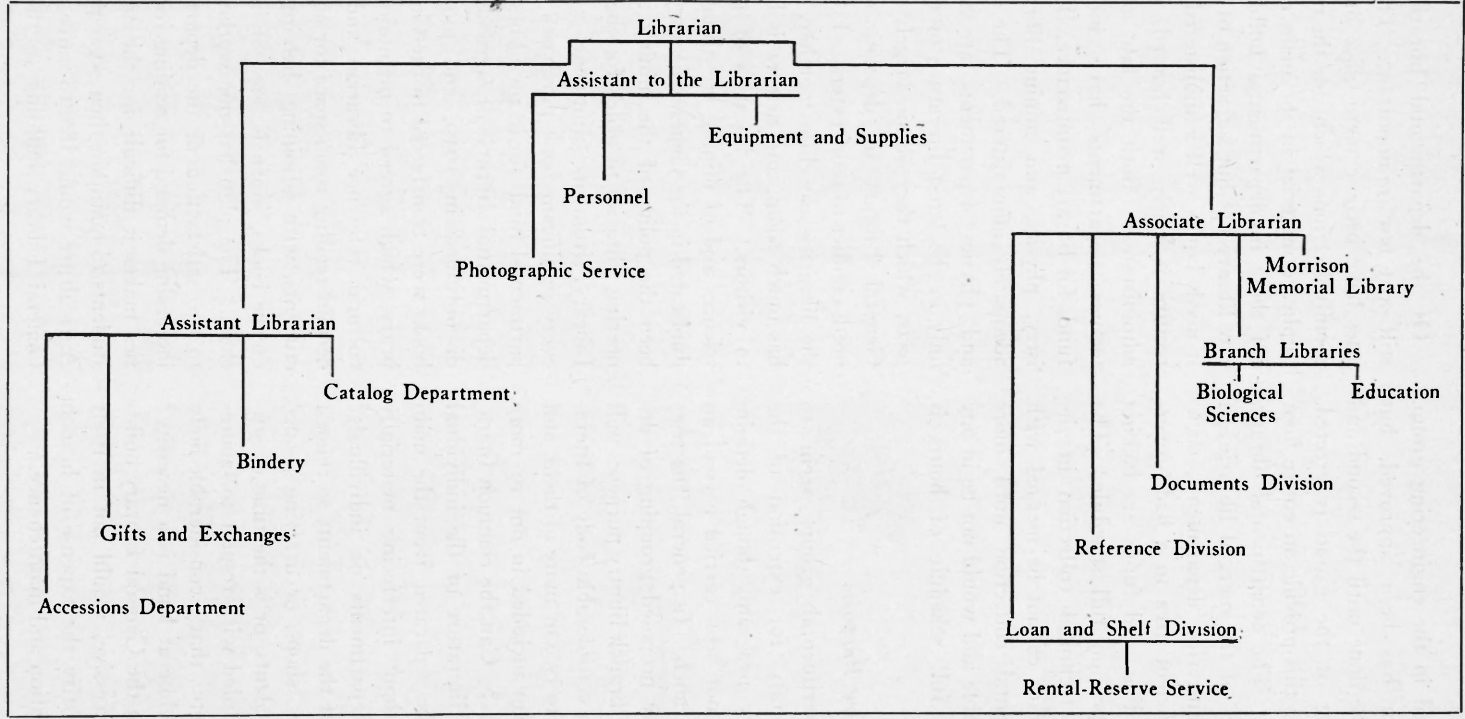 Librarian
Assistant to the Librarian
Equipment and Supplies
Personnel
Photographic Service
Associate Librarian
Morrison
Memorial Library
Branch Libraries
Biological
Sciences
Education
Documents Division
Reference Division
Loan and Shelf Division
Rental-Reserve Service
Assistant Librarian
Catalog Department
Bindery
Gifts and Exchanges
Accessions Department